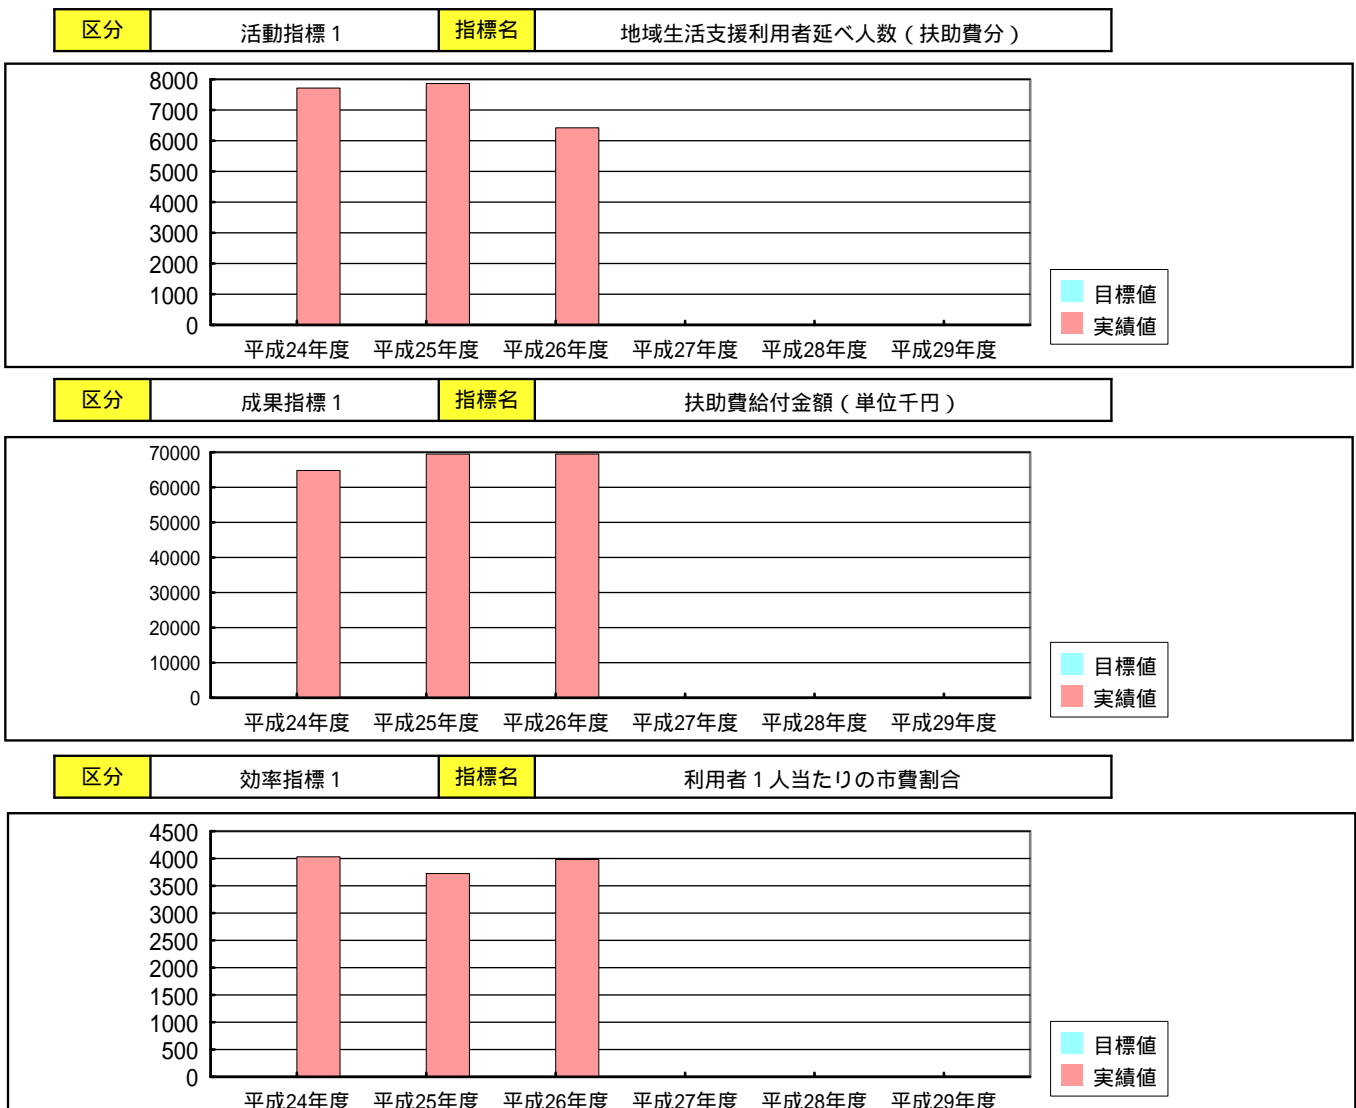 区分 活動指標1 指標名 地域生活支援利用者延べ人数(扶助費分)
8000
7000
6000
5000
4000
3000
2000
1000
0
平成24年度 平成25年度 平成26年度 平成27年度 平成28年度 平成29年度
目標値
実績値
区分 成果指標1 指標名 扶助費給付金額(単位千円)
70000
60000
50000
40000
30000
20000
10000
0
平成24年度 平成25年度 平成26年度 平成27年度 平成28年度 平成29年度
目標値
実績値
区分 効率指標1 指標名 利用者1人当たりの市費割合
4500
4000
3500
3000
2500
2000
1500
1000
500
0
平成24年度 平成25年度 平成26年度 平成27年度 平成28年度 平成29年度
目標値
実績値